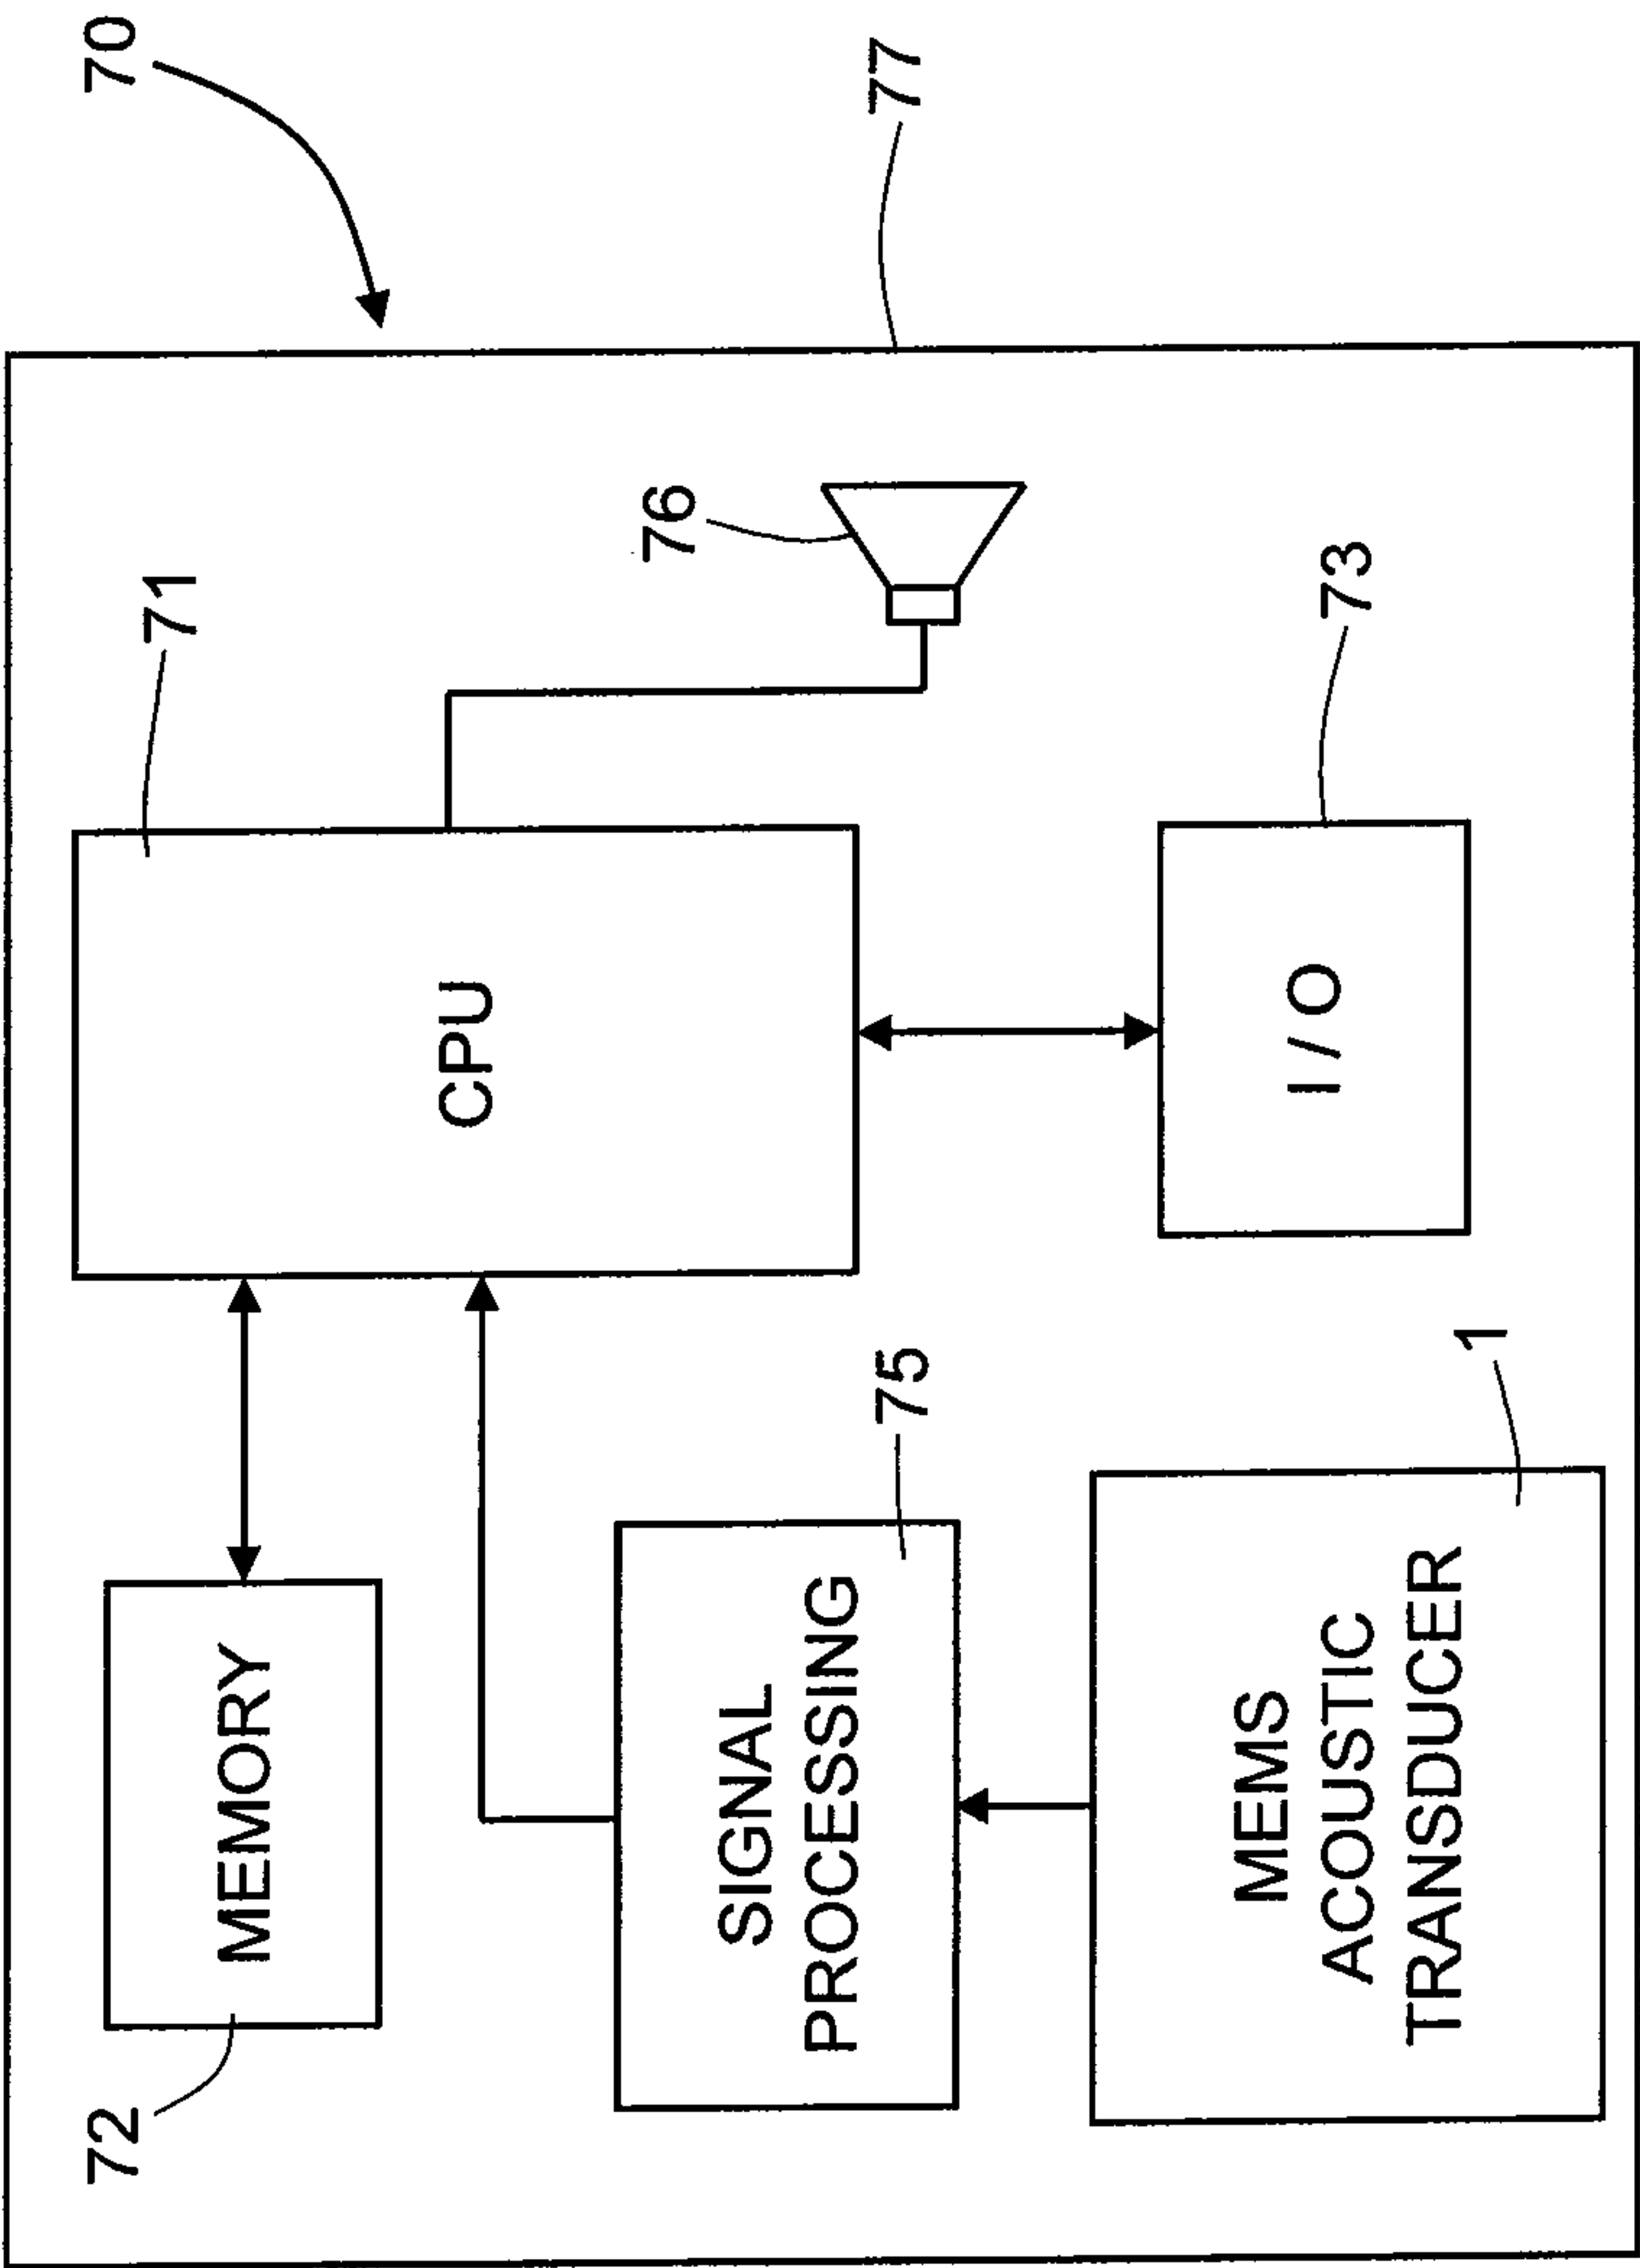 70
72
71
MEMORY
CPU
76
77
SIGNAL
PROCESSING
75
MEMS
ACOUSTIC
TRANSDUCER
1
I / O
73